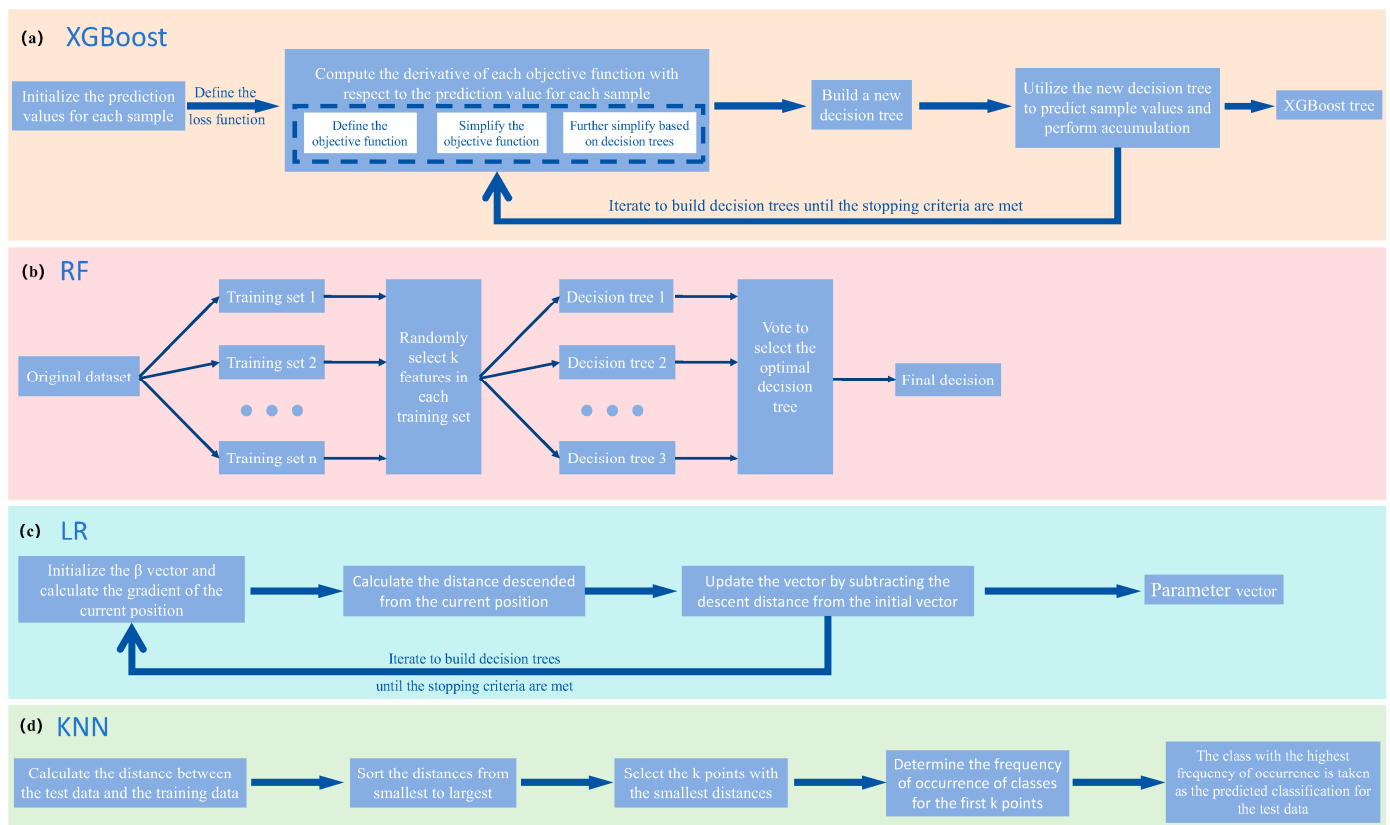 (a) XGBoost
Initialize the prediction
values for each sample
Define the
loss function
Compute the derivative of each objective function with
respect to the prediction value for each sample
Define the
objective function
Simplify the
objective function
Further simplify based
on decision trees
Build a new
decision tree
Utilize the new decision tree
to predict sample values and
perform accumulation
XGBoost tree
Iterate to build decision trees until the stopping criteria are met
(b) RF
Original dataset
Training set 1
Training set 2
Training set n
Randomly
select k
features in
each
training set
Decision tree 1
Decision tree 2
Decision tree 3
Vote to
select the
optimal
decision
tree
Final decision
(c) LR
Initialize the β vector and
calculate the gradient of the
current position
Calculate the distance descended
from the current position
Update the vector by subtracting the
descent distance from the initial vector
Parameter vector
Iterate to build decision trees
until the stopping criteria are met
(d) KNN
Calculate the distance between
the test data and the training data
Sort the distances from
smallest to largest
Select the k points with
the smallest distances
Determine the frequency
of occurrence of classes
for the first k points
The class with the highest
frequency of occurrence is taken
as the predicted classification for
the test data